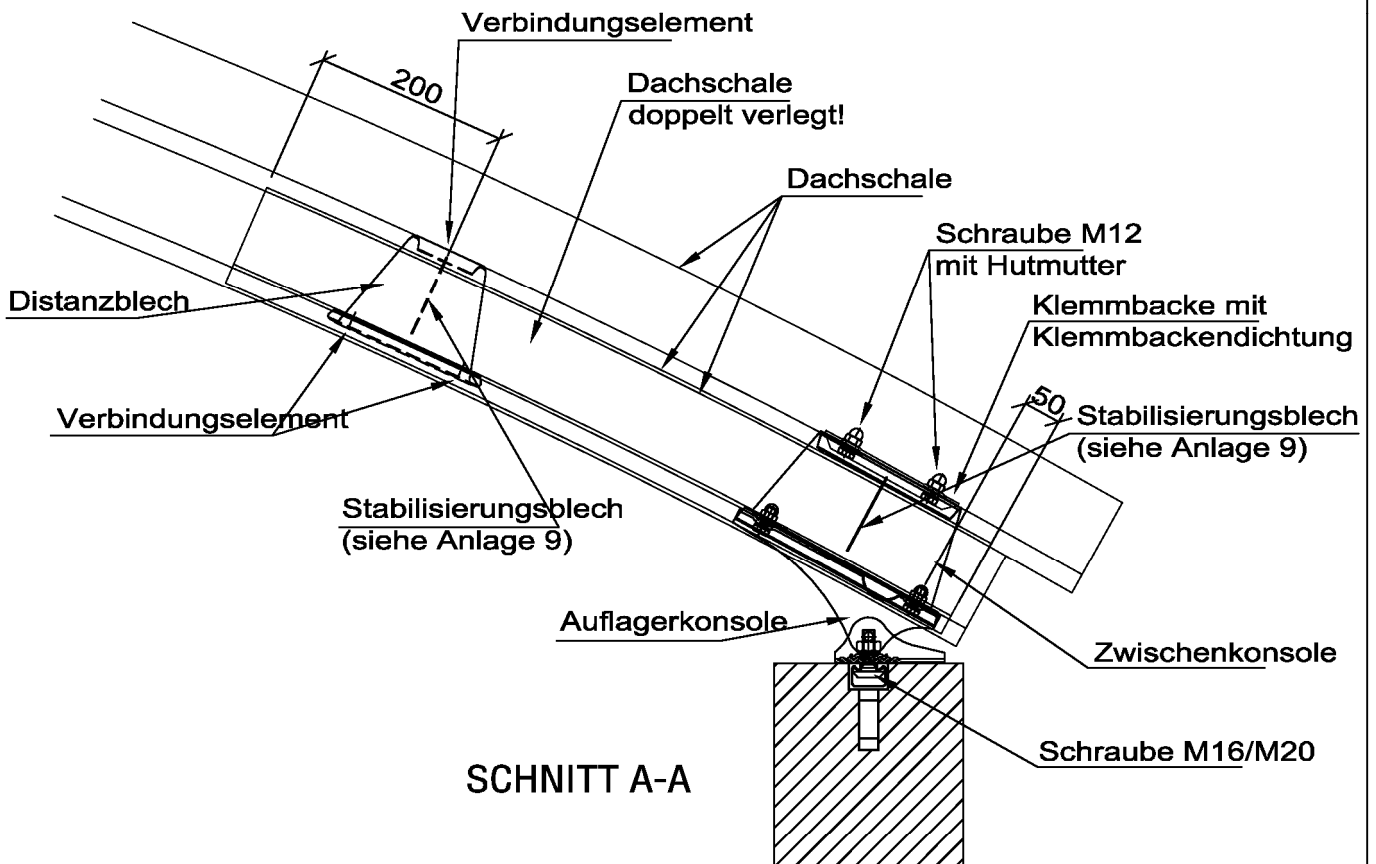 Verbindungselement
200
Dachschale
doppelt verlegt!
Dachschale
Schraube M12
mit Hutmutter
Distanzblech
Klemmbacke mit
Klemmbackendichtung
50
Verbindungselement
Stabilisierungsblech
(siehe Anlage 9)
Stabilisierungsblech
(siehe Anlage 9)
Auflagerkonsole
Zwischenkonsole
Schraube M16/M20
SCHNITT A-A